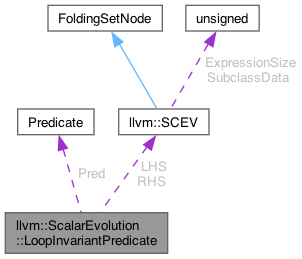 FoldingSetNode
unsigned
ExpressionSize
SubclassData
Predicate
llvm::SCEV
Pred
LHS
RHS
llvm::ScalarEvolution
::LoopInvariantPredicate